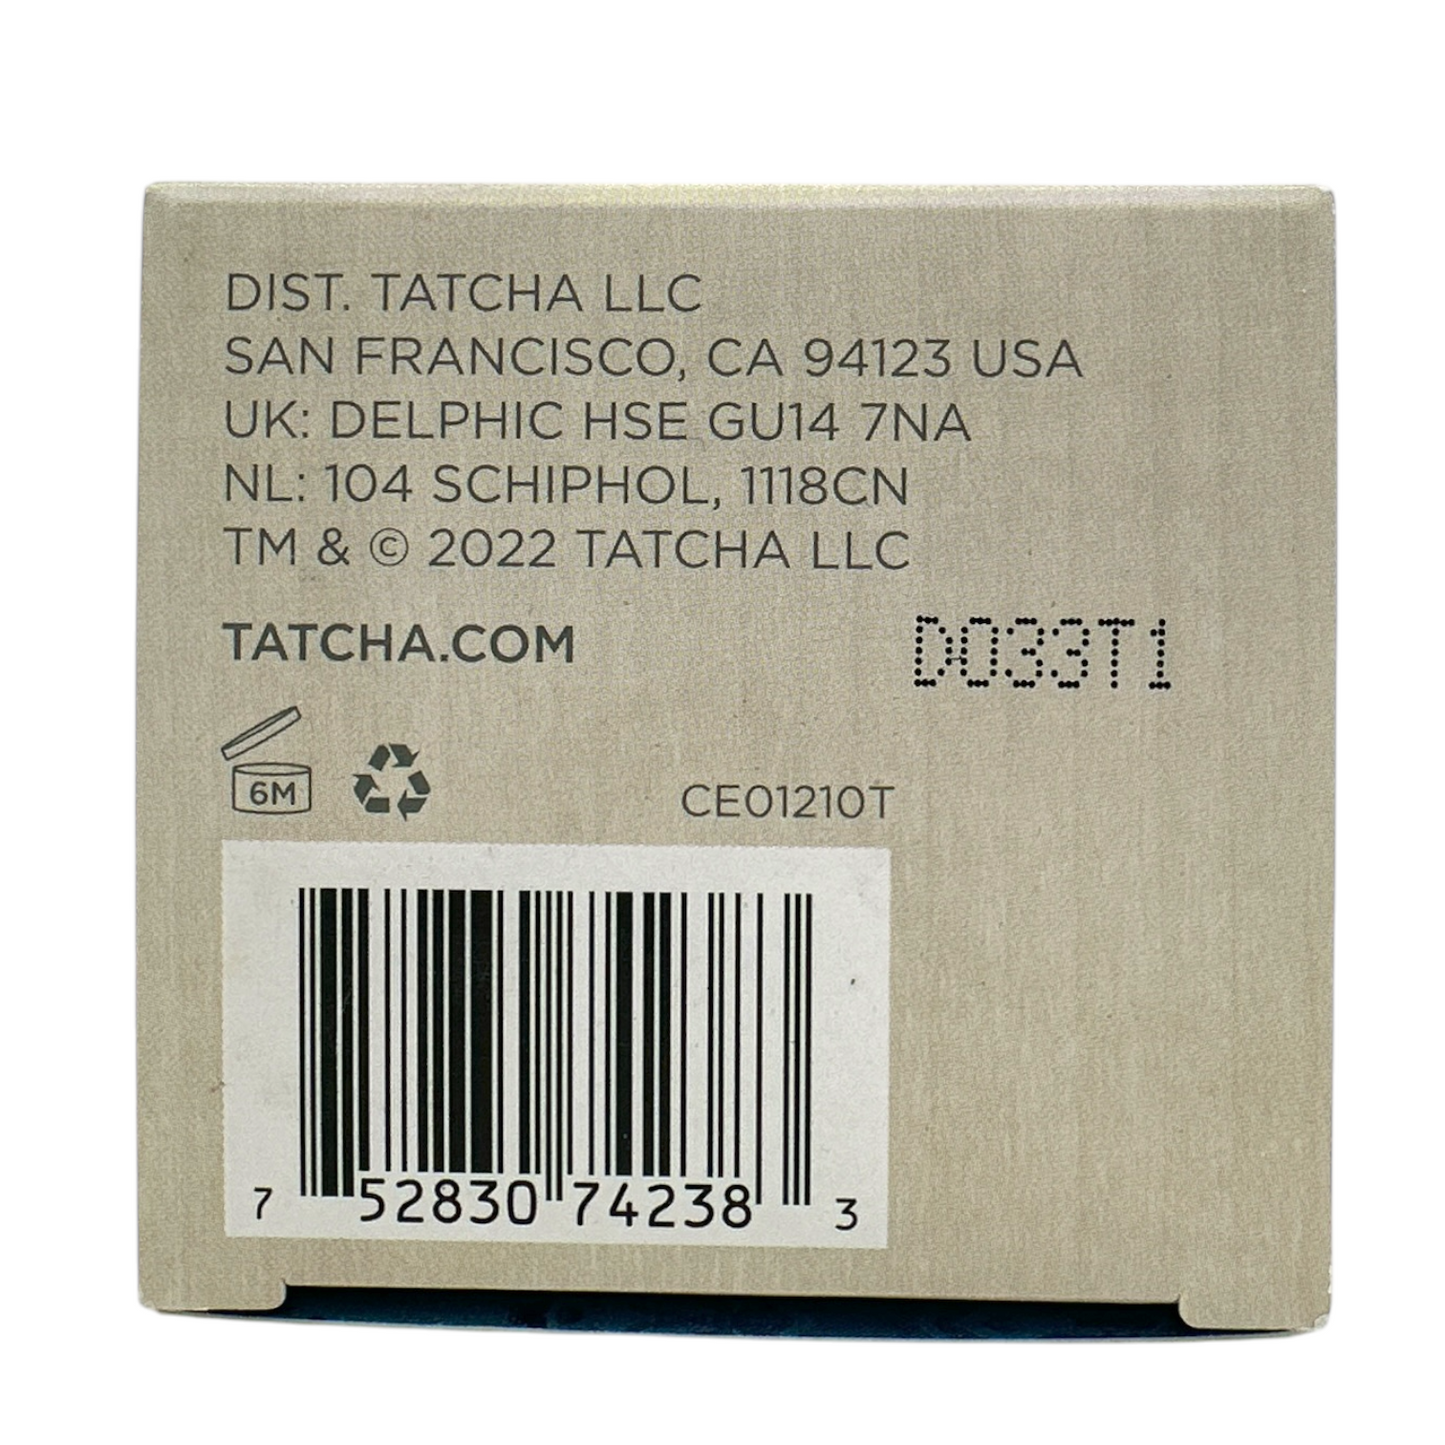 DIST. TATCHA LLC
SAN FRANCISCO, CA 94123 USA
UK: DELPHIC HSE GU14 7NA
NL: 104 SCHIPHOL, 1118CN
TM & © 2022 TATCHA LLC
TATCHA.COM
D033T1
6M
CE01210T
7 52830 74238 3